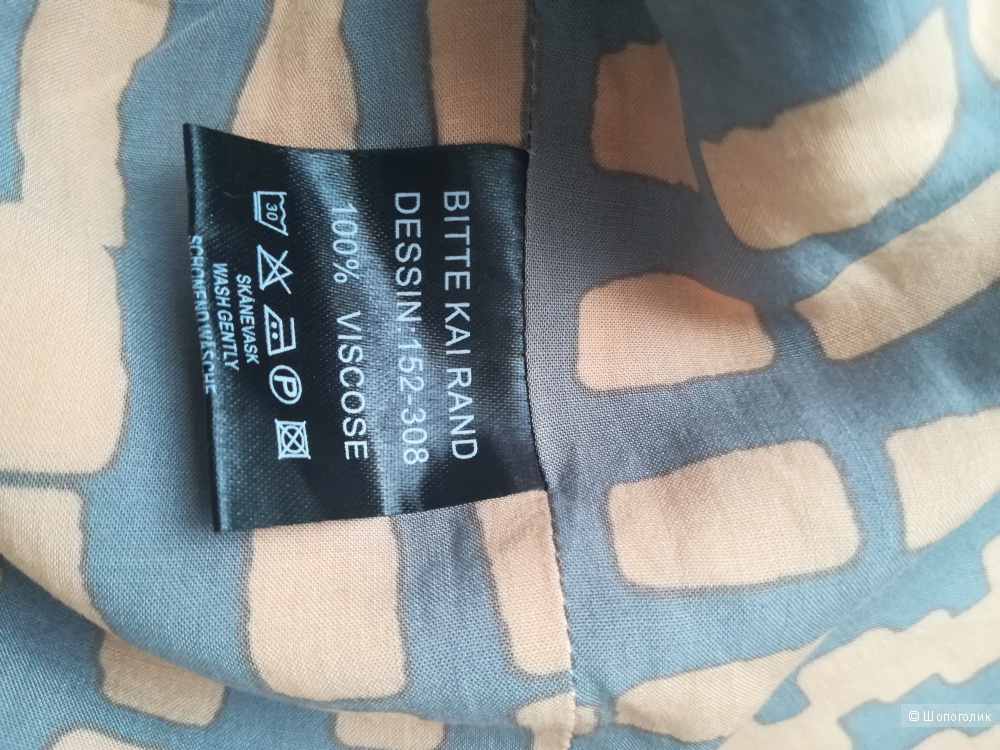 BITTE KAI RAND
DESSIN.152-308
100% VISCOSE
30
P
SKÅNEVASK
WASH GENTLY
SCHONENDWÄSCHE
© Шопоголик